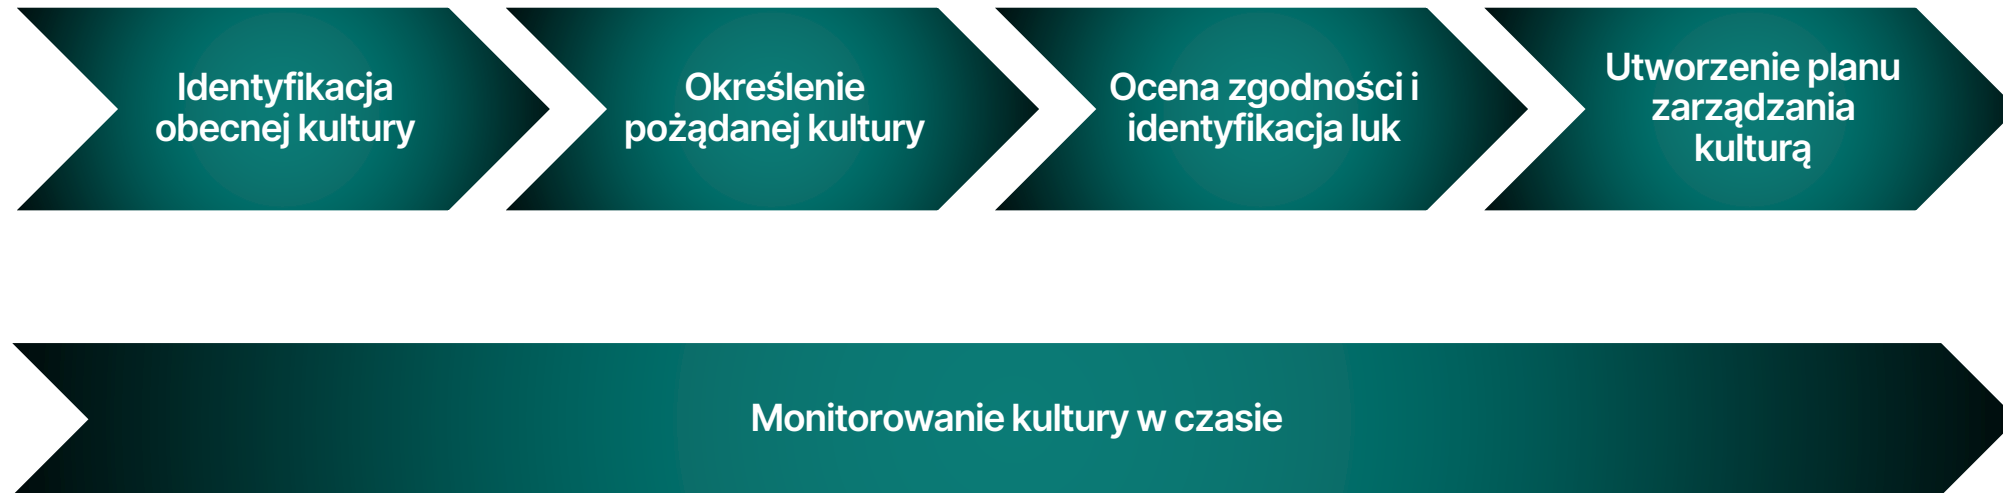 Identyfikacja
obecnej kultury
Określenie
pożądanej kultury
Ocena zgodności i
identyfikacja luk
Utworzenie planu
zarządzania
kulturą
Monitorowanie kultury w czasie